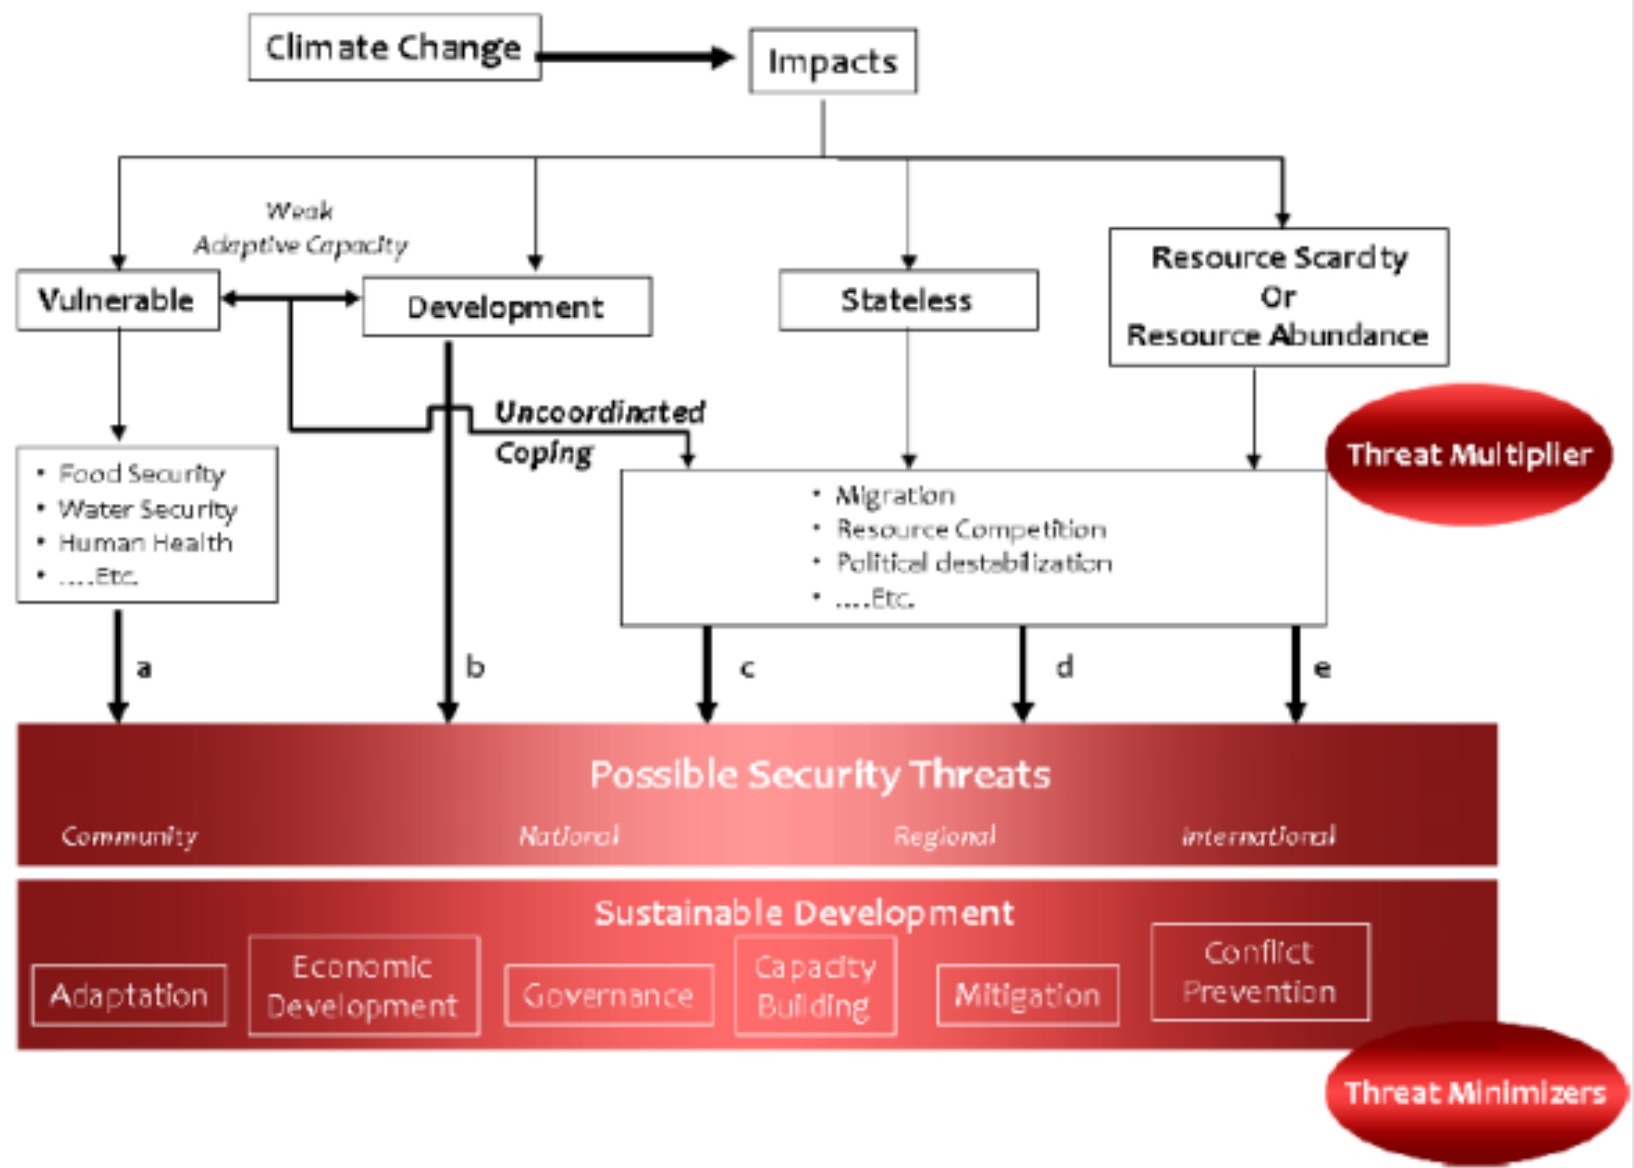 Climate Change
Impacts
Weak
Adaptive Capacity
Vulnerable
Development
Stateless
Resource Scarcity
Or
Resource Abundance
Uncoordinated
Coping
Threat Multiplier
• Food Security
• Water Security
• Human Health
• ....Etc.
• Migration
• Resource Competition
• Political destabilization
• ....Etc.
a
b
c
d
e
Possible Security Threats
Community
National
Regional
International
Sustainable Development
Adaptation
Economic
Development
Governance
Capacity
Building
Mitigation
Conflict
Prevention
Threat Minimizers